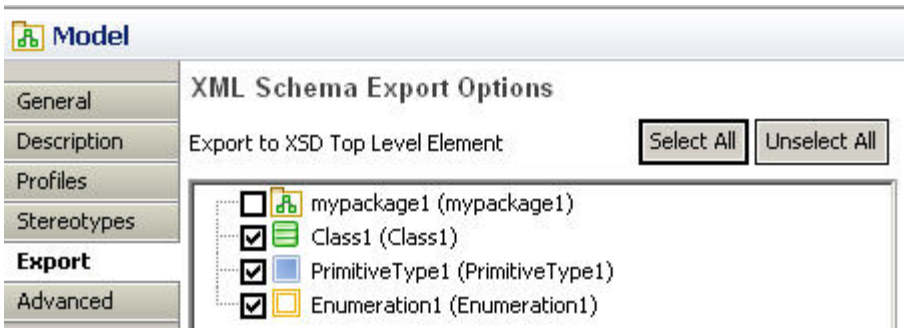 Model
General
Description
Profiles
Stereotypes
Export
Advanced
XML Schema Export Options
Export to XSD Top Level Element
Select All
Unselect All
mypackage1 (mypackage1)
Class1 (Class1)
PrimitiveType1 (PrimitiveType1)
Enumeration1 (Enumeration1)